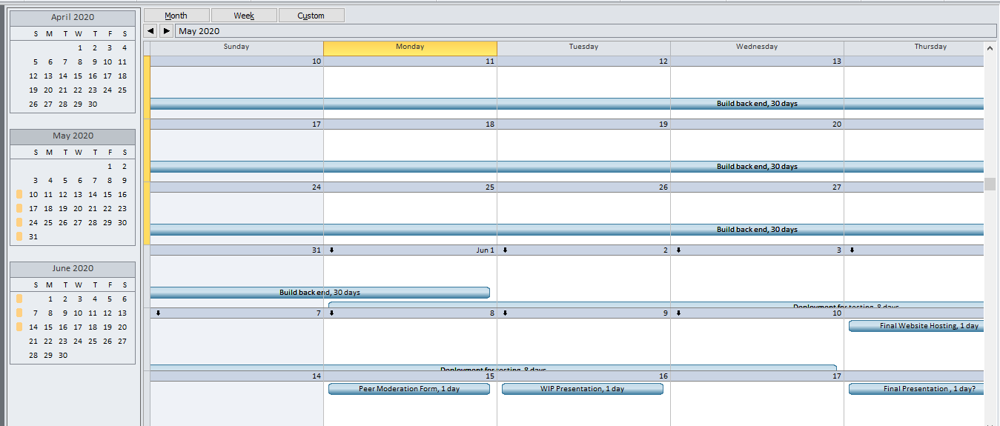 April 2020
S M T W T F S
1 2 3 4
5 6 7 8 9 10 11
12 13 14 15 16 17 18
19 20 21 22 23 24 25
26 27 28 29 30
May 2020
S M T W T F S
1 2
3 4 5 6 7 8 9
10 11 12 13 14 15 16
17 18 19 20 21 22 23
24 25 26 27 28 29 30
31
June 2020
S M T W T F S
1 2 3 4 5 6
7 8 9 10 11 12 13
14 15 16 17 18 19 20
21 22 23 24 25 26 27
28 29 30
Month Week Custom
May 2020
Sunday Monday Tuesday Wednesday Thursday
10 11 12 13
Build back end, 30 days
17 18 19 20
Build back end, 30 days
24 25 26 27
Build back end, 30 days
31 Jun 1 2 3
Build back end, 30 days
Deployment for testing, 8 days
7 8 9 10
Final Website Hosting, 1 day
Deployment for testing, 8 days
14 15 16 17
Peer Moderation Form, 1 day WIP Presentation, 1 day Final Presentation , 1 day?